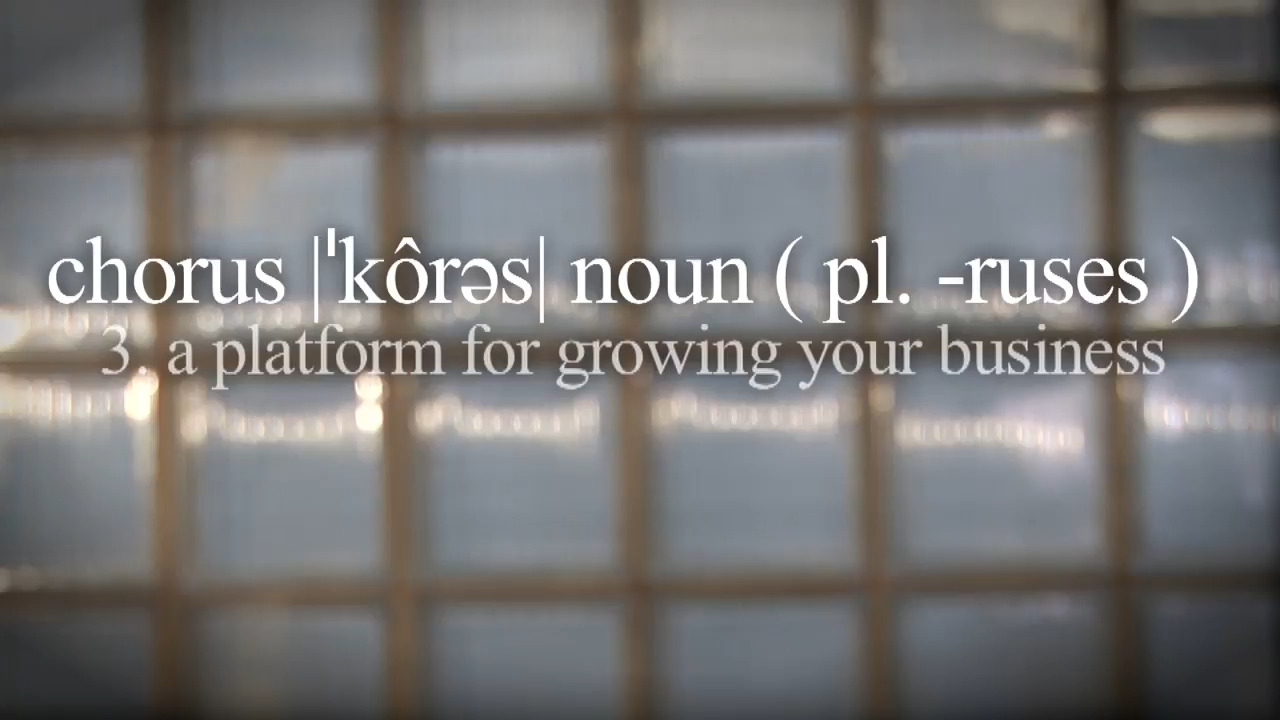 chorus |ˈkôrəs| noun ( pl. -ruses )
3. a platform for growing your business